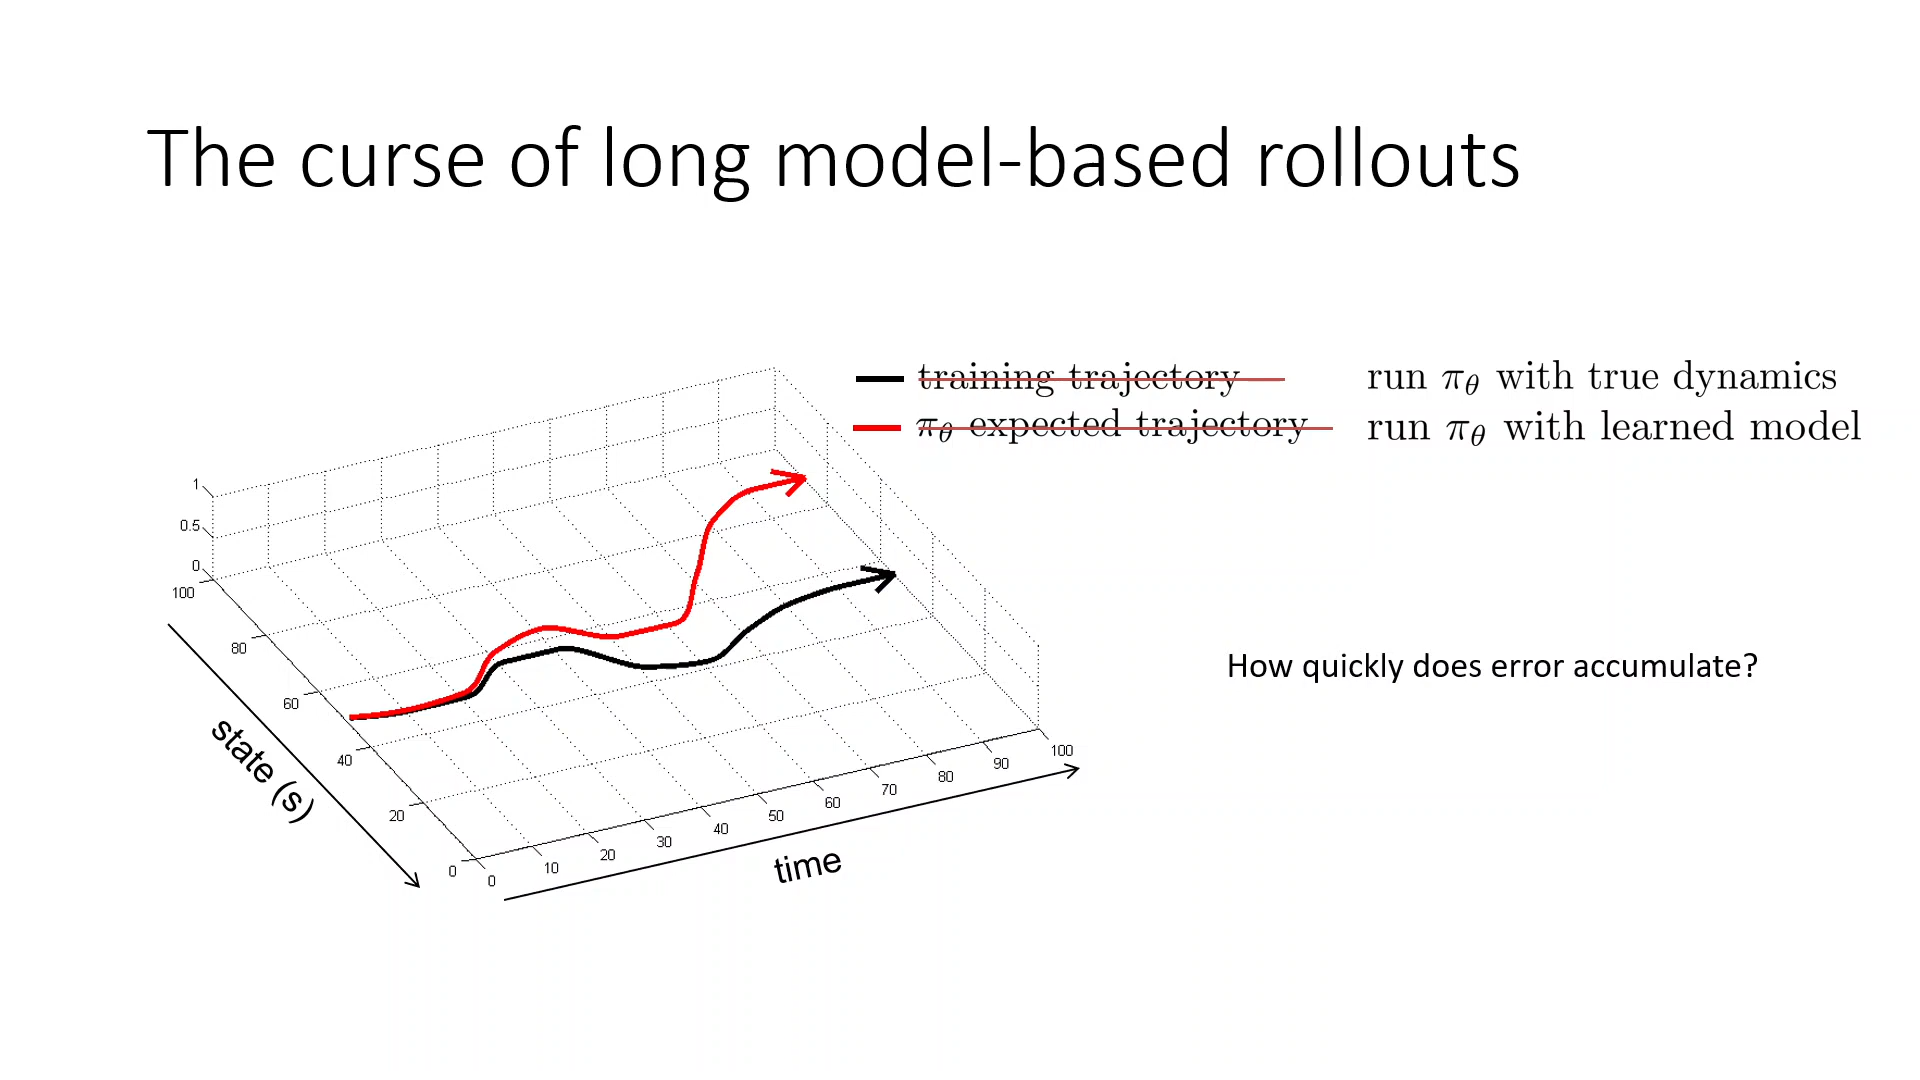 The curse of long model-based rollouts
training trajectory run πθ with true dynamics
πθ expected trajectory run πθ with learned model
How quickly does error accumulate?
1
0.5
0
100
80
60
40
20
0
state (s)
0 10 20 30 40 50 60 70 80 90 100
time